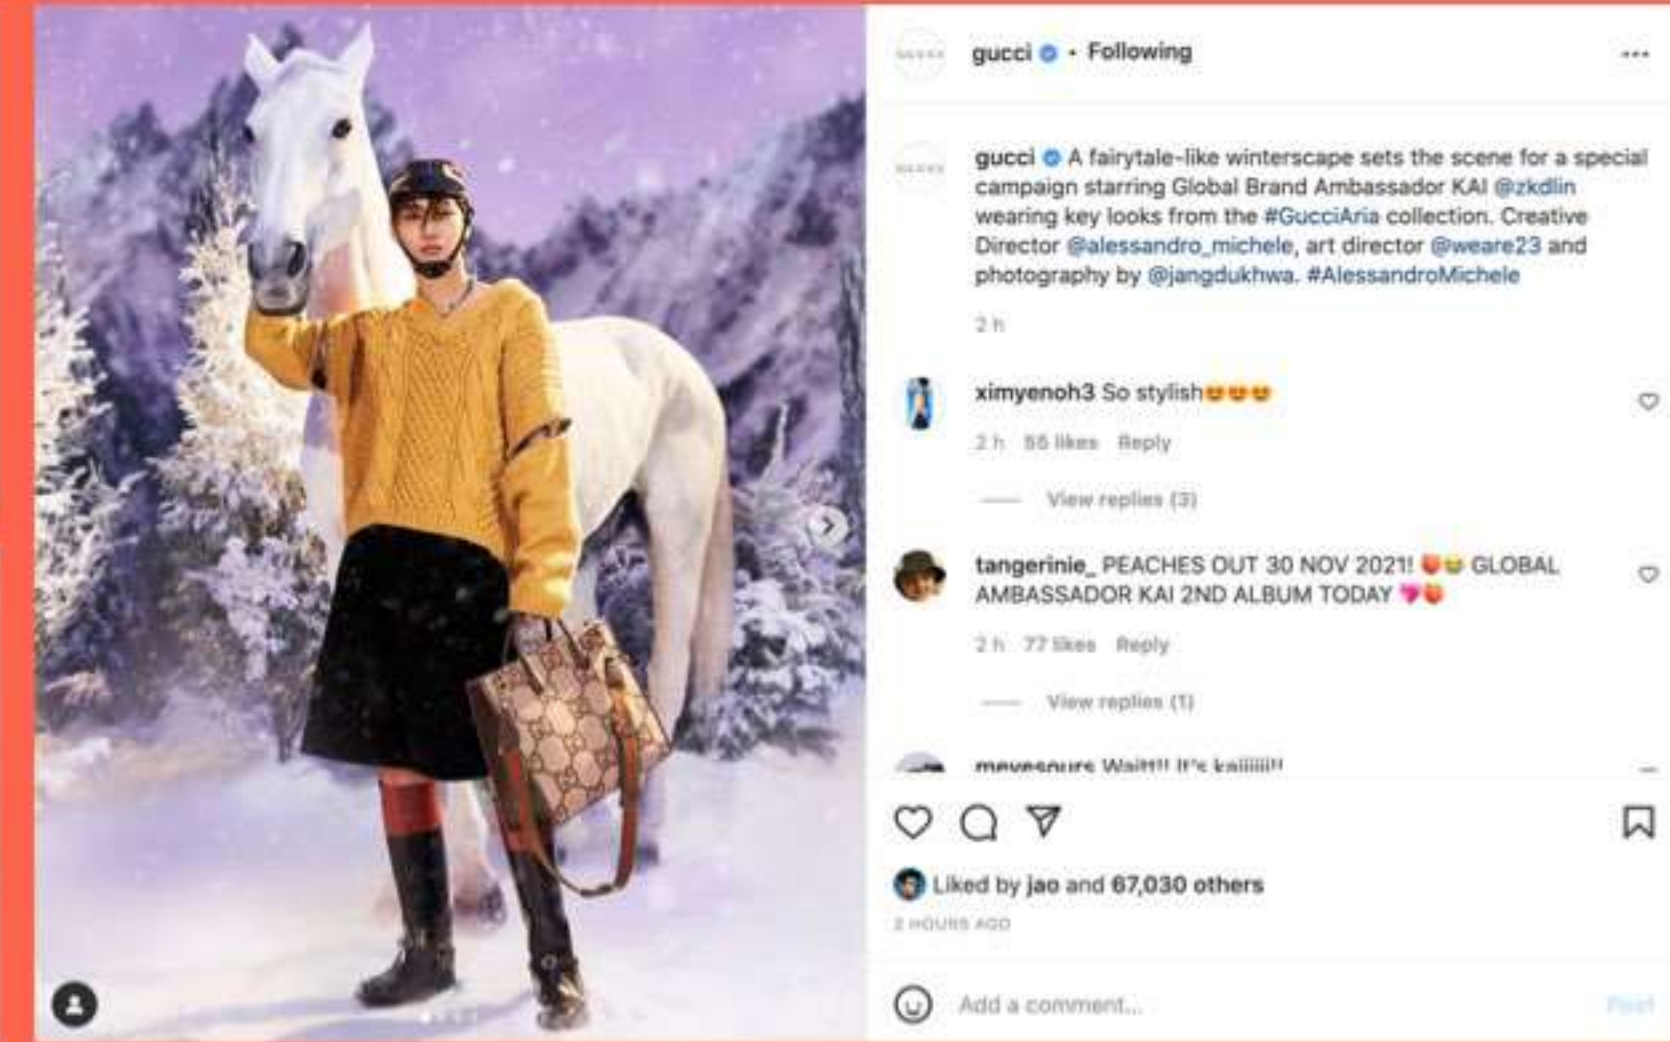 gucci • Following
gucci A fairytale-like winterscape sets the scene for a special
campaign starring Global Brand Ambassador KAI @zkdlin
wearing key looks from the #GucciAria collection. Creative
Director @alessandro_michele, art director @weare23 and
photography by @jangdukhwa. #AlessandroMichele
2 h
ximyenoh3 So stylish😍😍😍
2 h 55 likes Reply
View replies (3)
tangerinie_ PEACHES OUT 30 NOV 2021! 🍑😭 GLOBAL
AMBASSADOR KAI 2ND ALBUM TODAY 💖🍑
2 h 77 likes Reply
View replies (1)
Liked by jao and 67,030 others
2 HOURS AGO
Add a comment...
Post